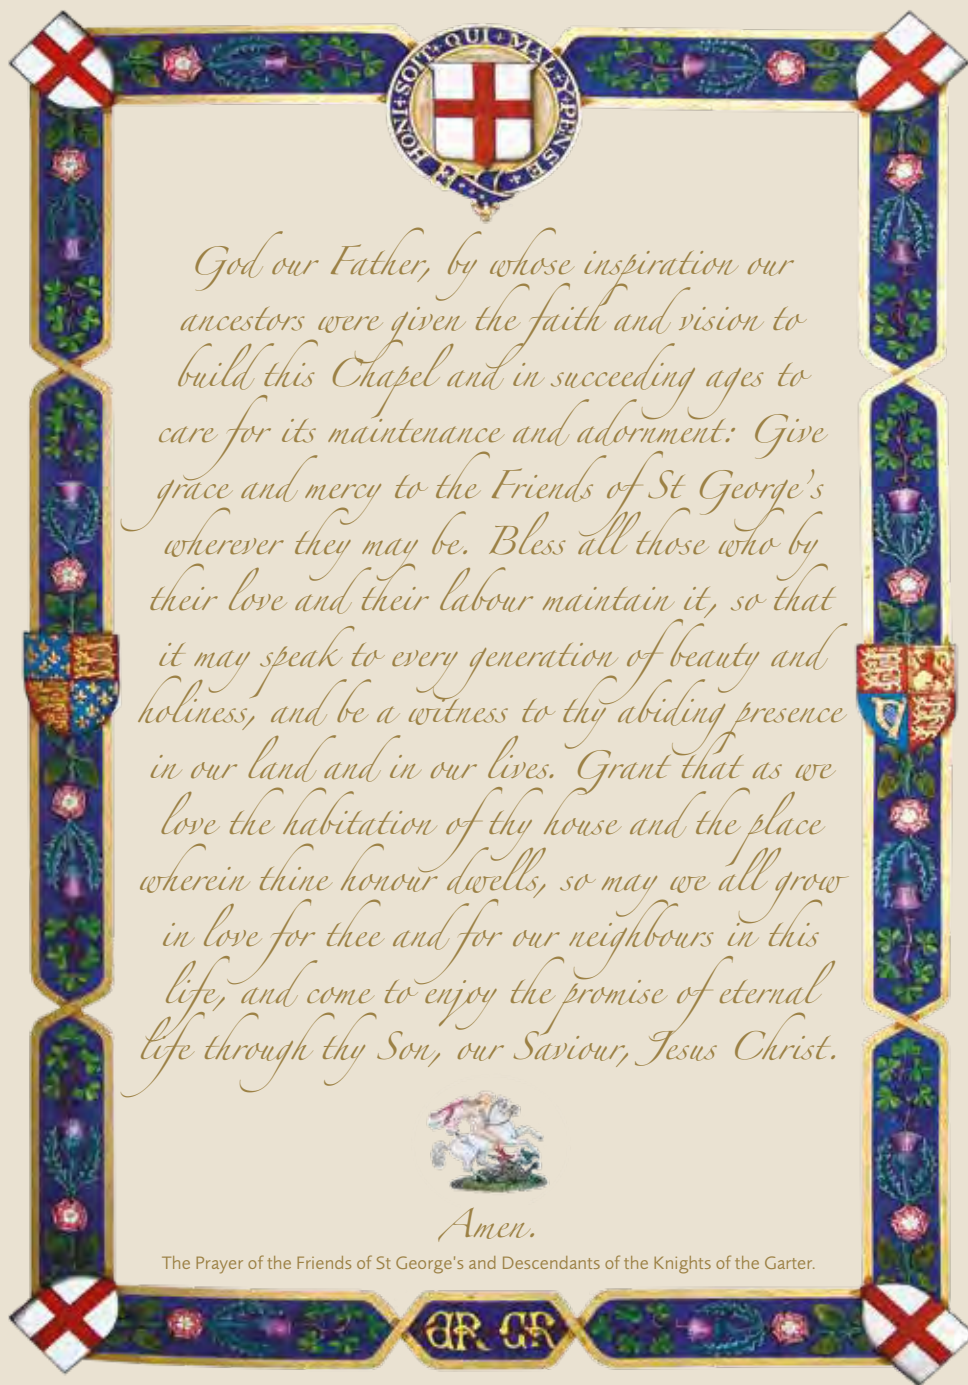 HONI + SOIT + QUI + MAL + Y + PENSE +
God our Father, by whose inspiration our
ancestors were given the faith and vision to
build this Chapel and in succeeding ages to
care for its maintenance and adornment: Give
grace and mercy to the Friends of St George's
wherever they may be. Bless all those who by
their love and their labour maintain it, so that
it may speak to every generation of beauty and
holiness, and be a witness to thy abiding presence
in our land and in our lives. Grant that as we
love the habitation of thy house and the place
wherein thine honour dwells, so may we all grow
in love for thee and for our neighbours in this
life, and come to enjoy the promise of eternal
life through thy Son, our Saviour, Jesus Christ.
Amen.
The Prayer of the Friends of St George's and Descendants of the Knights of the Garter.